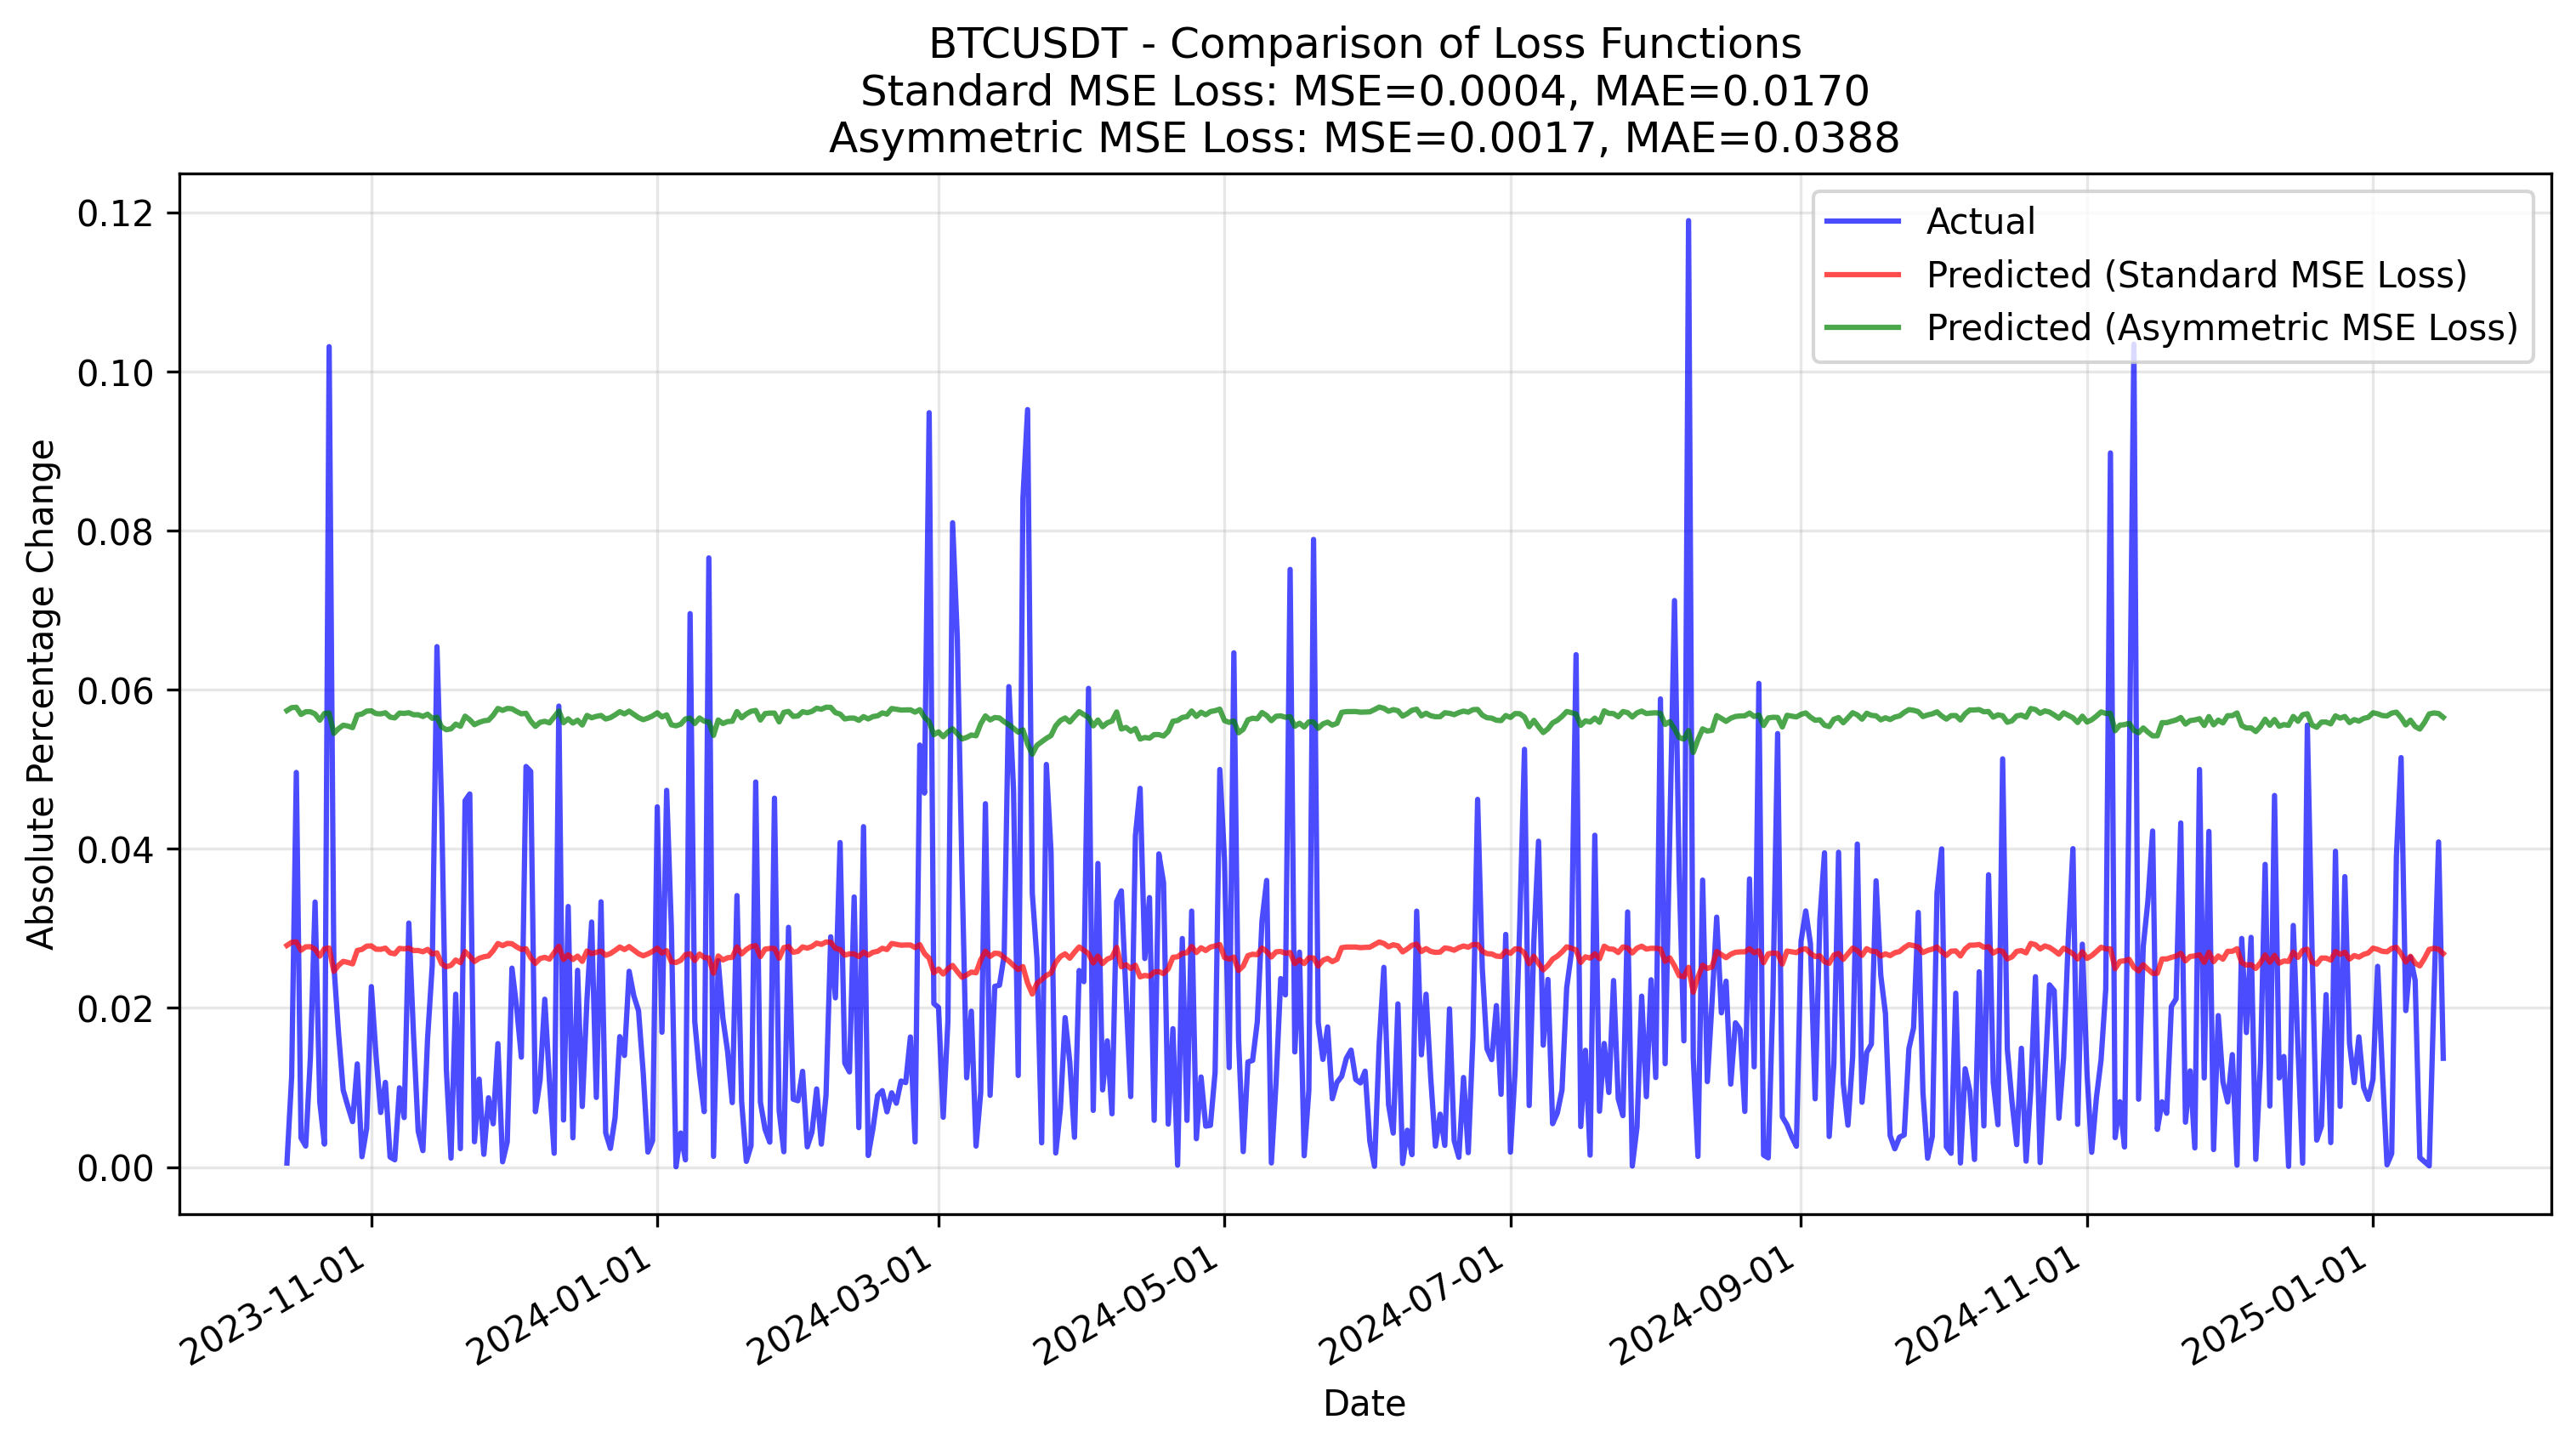 BTCUSDT - Comparison of Loss Functions
Standard MSE Loss: MSE=0.0004, MAE=0.0170
Asymmetric MSE Loss: MSE=0.0017, MAE=0.0388
Actual
Predicted (Standard MSE Loss)
Predicted (Asymmetric MSE Loss)
Absolute Percentage Change
0.12
0.10
0.08
0.06
0.04
0.02
0.00
2023-11-01
2024-01-01
2024-03-01
2024-05-01
2024-07-01
2024-09-01
2024-11-01
2025-01-01
Date